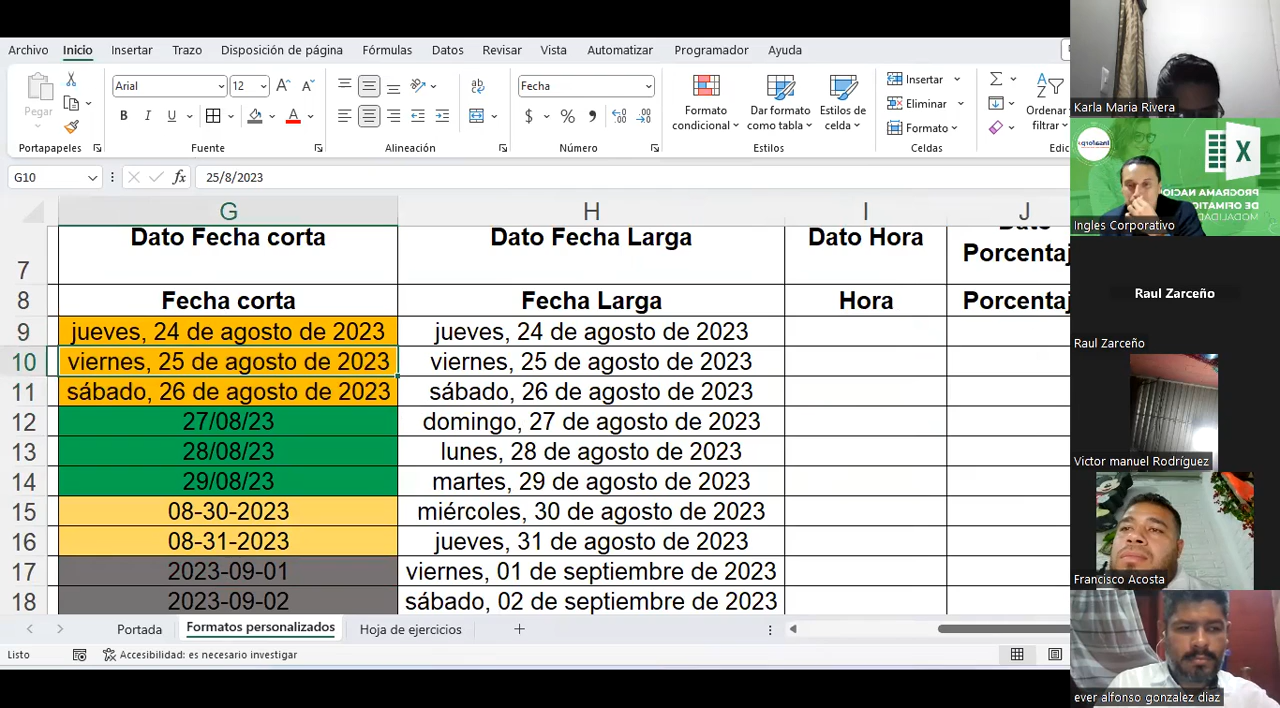 Archivo Inicio Insertar Trazo Disposición de página Fórmulas Datos Revisar Vista Automatizar Programador Ayuda
Pegar
Arial 12
Fecha
Formato condicional
Dar formato como tabla
Estilos de celda
Insertar
Eliminar
Formato
Ordenar filtrar
Portapapeles Fuente Alineación Número Estilos Celdas Edic
G10 fx 25/8/2023
G H I J
7 Dato Fecha corta Dato Fecha Larga Dato Hora Dato Porcentaj
8 Fecha corta Fecha Larga Hora Porcentaj
9 jueves, 24 de agosto de 2023 jueves, 24 de agosto de 2023
10 viernes, 25 de agosto de 2023 viernes, 25 de agosto de 2023
11 sábado, 26 de agosto de 2023 sábado, 26 de agosto de 2023
12 27/08/23 domingo, 27 de agosto de 2023
13 28/08/23 lunes, 28 de agosto de 2023
14 29/08/23 martes, 29 de agosto de 2023
15 08-30-2023 miércoles, 30 de agosto de 2023
16 08-31-2023 jueves, 31 de agosto de 2023
17 2023-09-01 viernes, 01 de septiembre de 2023
18 2023-09-02 sábado, 02 de septiembre de 2023
Portada Formatos personalizados Hoja de ejercicios
Listo Accesibilidad: es necesario investigar
Karla Maria Rivera
PROGRAMA NACIO
DE OFIMATIC
MODALIDAD
Ingles Corporativo
Raul Zarceño
Raul Zarceño
Victor manuel Rodríguez
Francisco Acosta
ever alfonso gonzalez diaz